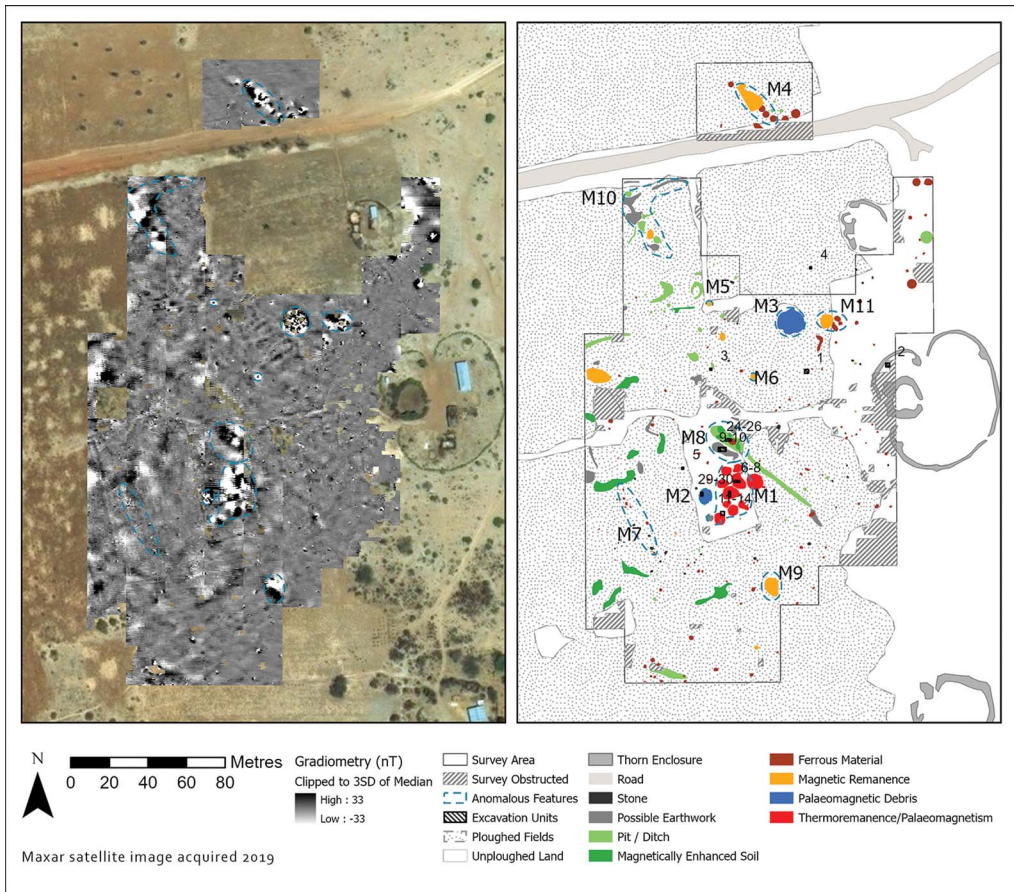 M4
M10
4
M5
M3
M11
3
1
2
M6
24-26
M8
9-10
5
6-8
29-30
M2
M1
11-14
M7
M9
N
Metres
0 20 40 60 80
Gradiometry (nT)
Clipped to 3SD of Median
High : 33
Low : -33
Maxar satellite image acquired 2019
Survey Area
Survey Obstructed
Anomalous Features
Excavation Units
Ploughed Fields
Unploughed Land
Thorn Enclosure
Road
Stone
Possible Earthwork
Pit / Ditch
Magnetically Enhanced Soil
Ferrous Material
Magnetic Remanence
Palaeomagnetic Debris
Thermoremanence/Palaeomagnetism